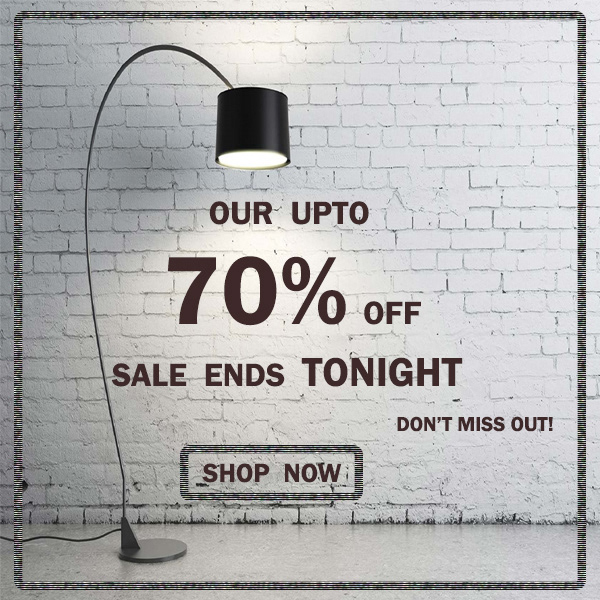 OUR UPTO
70% OFF
SALE ENDS TONIGHT
DON'T MISS OUT!
SHOP NOW